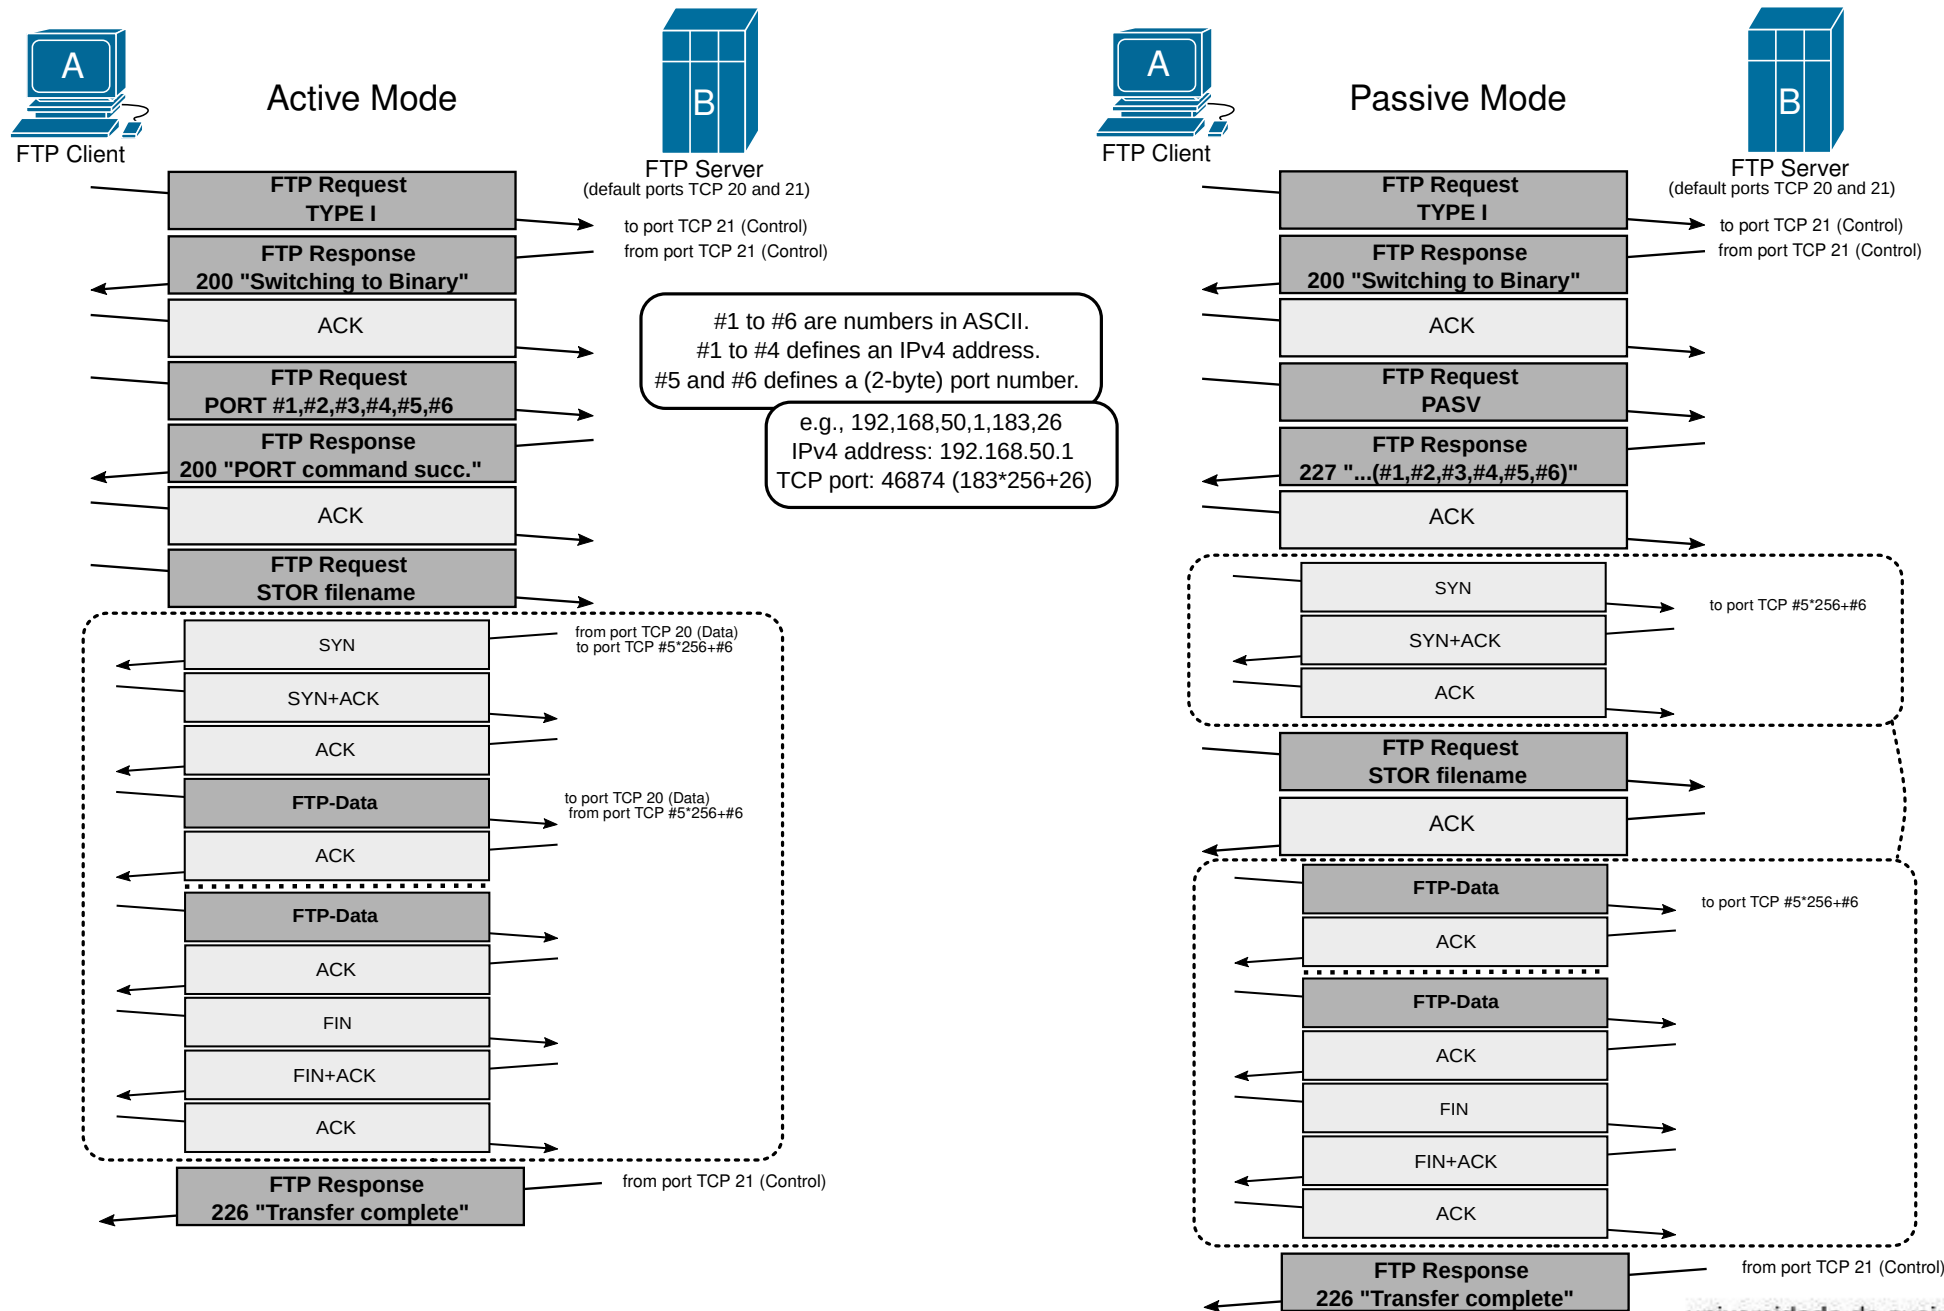 A
Active Mode
B
FTP Client
FTP Server
(default ports TCP 20 and 21)
FTP Request
TYPE I
to port TCP 21 (Control)
FTP Response
200 "Switching to Binary"
from port TCP 21 (Control)
ACK
FTP Request
PORT #1,#2,#3,#4,#5,#6
FTP Response
200 "PORT command succ."
ACK
FTP Request
STOR filename
SYN
from port TCP 20 (Data)
to port TCP #5*256+#6
SYN+ACK
ACK
FTP-Data
to port TCP 20 (Data)
from port TCP #5*256+#6
ACK
FTP-Data
ACK
FIN
FIN+ACK
ACK
FTP Response
226 "Transfer complete"
from port TCP 21 (Control)
#1 to #6 are numbers in ASCII.
#1 to #4 defines an IPv4 address.
#5 and #6 defines a (2-byte) port number.
e.g., 192,168,50,1,183,26
IPv4 address: 192.168.50.1
TCP port: 46874 (183*256+26)
A
Passive Mode
B
FTP Client
FTP Server
(default ports TCP 20 and 21)
FTP Request
TYPE I
to port TCP 21 (Control)
FTP Response
200 "Switching to Binary"
from port TCP 21 (Control)
ACK
FTP Request
PASV
FTP Response
227 "...(#1,#2,#3,#4,#5,#6)"
ACK
SYN
to port TCP #5*256+#6
SYN+ACK
ACK
FTP Request
STOR filename
ACK
FTP-Data
to port TCP #5*256+#6
ACK
FTP-Data
ACK
FIN
FIN+ACK
ACK
FTP Response
226 "Transfer complete"
from port TCP 21 (Control)